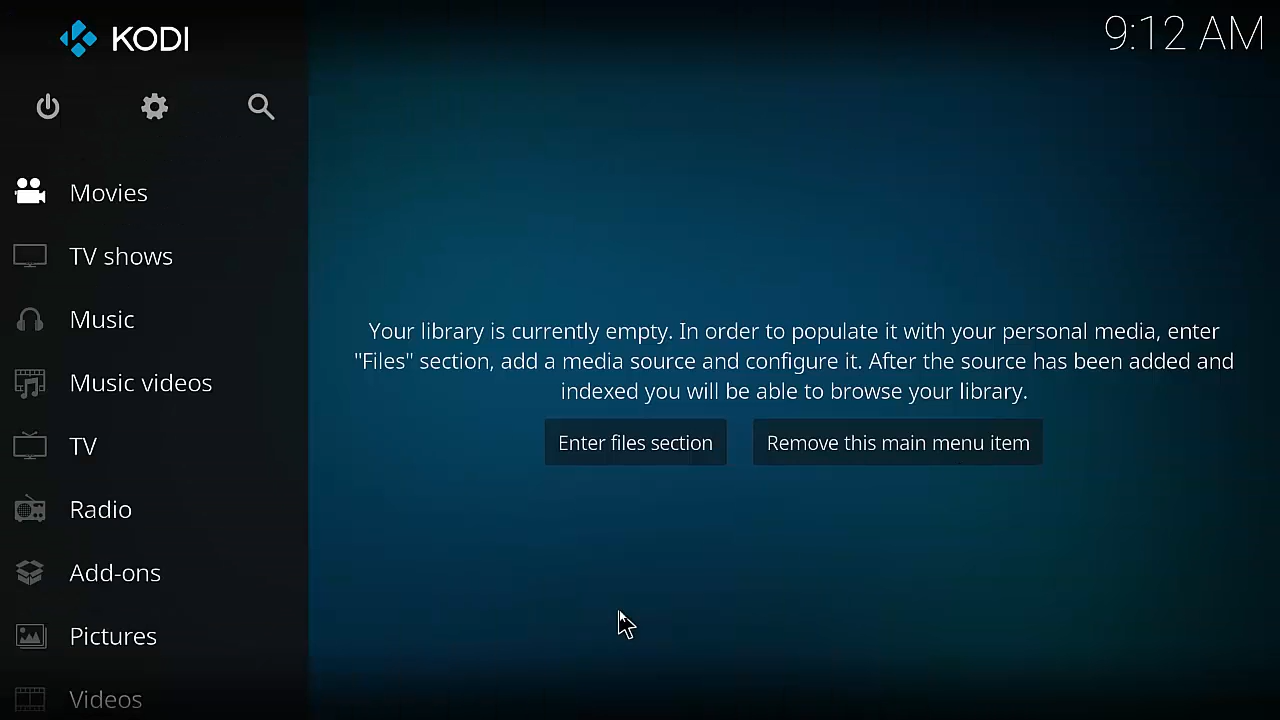 KODI
9:12 AM
Movies
TV shows
Music
Music videos
TV
Radio
Add-ons
Pictures
Videos
Your library is currently empty. In order to populate it with your personal media, enter
"Files" section, add a media source and configure it. After the source has been added and
indexed you will be able to browse your library.
Enter files section
Remove this main menu item